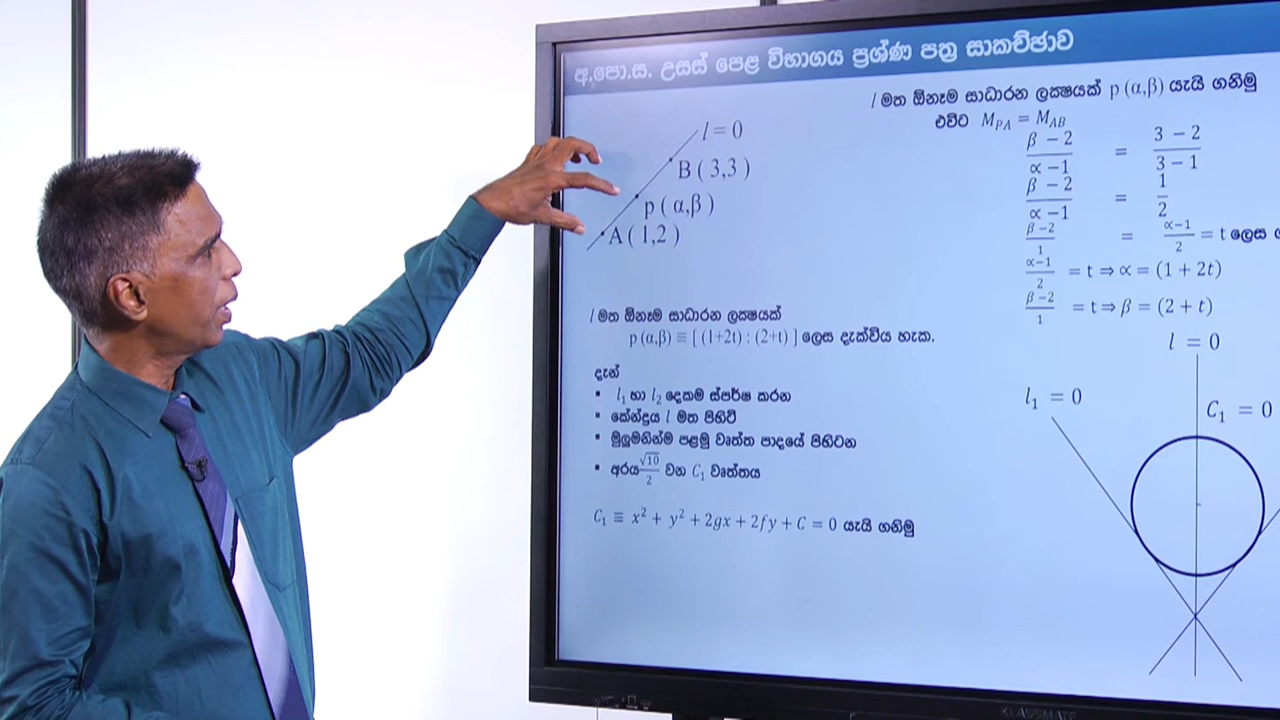 අ.පො.ස. උසස් පෙළ විභාගය ප්‍රශ්ණ පත්‍ර සාකච්ඡාව
l = 0
B ( 3,3 )
p ( α,β )
A ( 1,2 )
l මත ඕනෑම සාධාරන ලක්‍ෂයක් p (α,β) යැයි ගනිමු
එවිට M_PA = M_AB
(β − 2)/(∝ −1) = (3 − 2)/(3 − 1)
(β − 2)/(∝ −1) = 1/2
(β −2)/1 = (∝−1)/2 = t ලෙස
(∝−1)/2 = t ⇒ ∝ = (1 + 2t)
(β −2)/1 = t ⇒ β = (2 + t)
l මත ඕනෑම සාධාරන ලක්‍ෂයක්
p (α,β) ≡ [ (1+2t) : (2+t) ] ලෙස දැක්විය හැක.
දැන්
▪ l₁ හා l₂ දෙකම ස්පර්ෂ කරන
▪ කේන්ද්‍රය l මත පිහිටි
▪ මුලුමනින්ම පළමු වෘත්ත පාදයේ පිහිටන
▪ අරය √10/2 වන C₁ වෘත්තය
C₁ ≡ x² + y² + 2gx + 2fy + C = 0 යැයි ගනිමු
l = 0
l₁ = 0
C₁ = 0
KLASSMATE